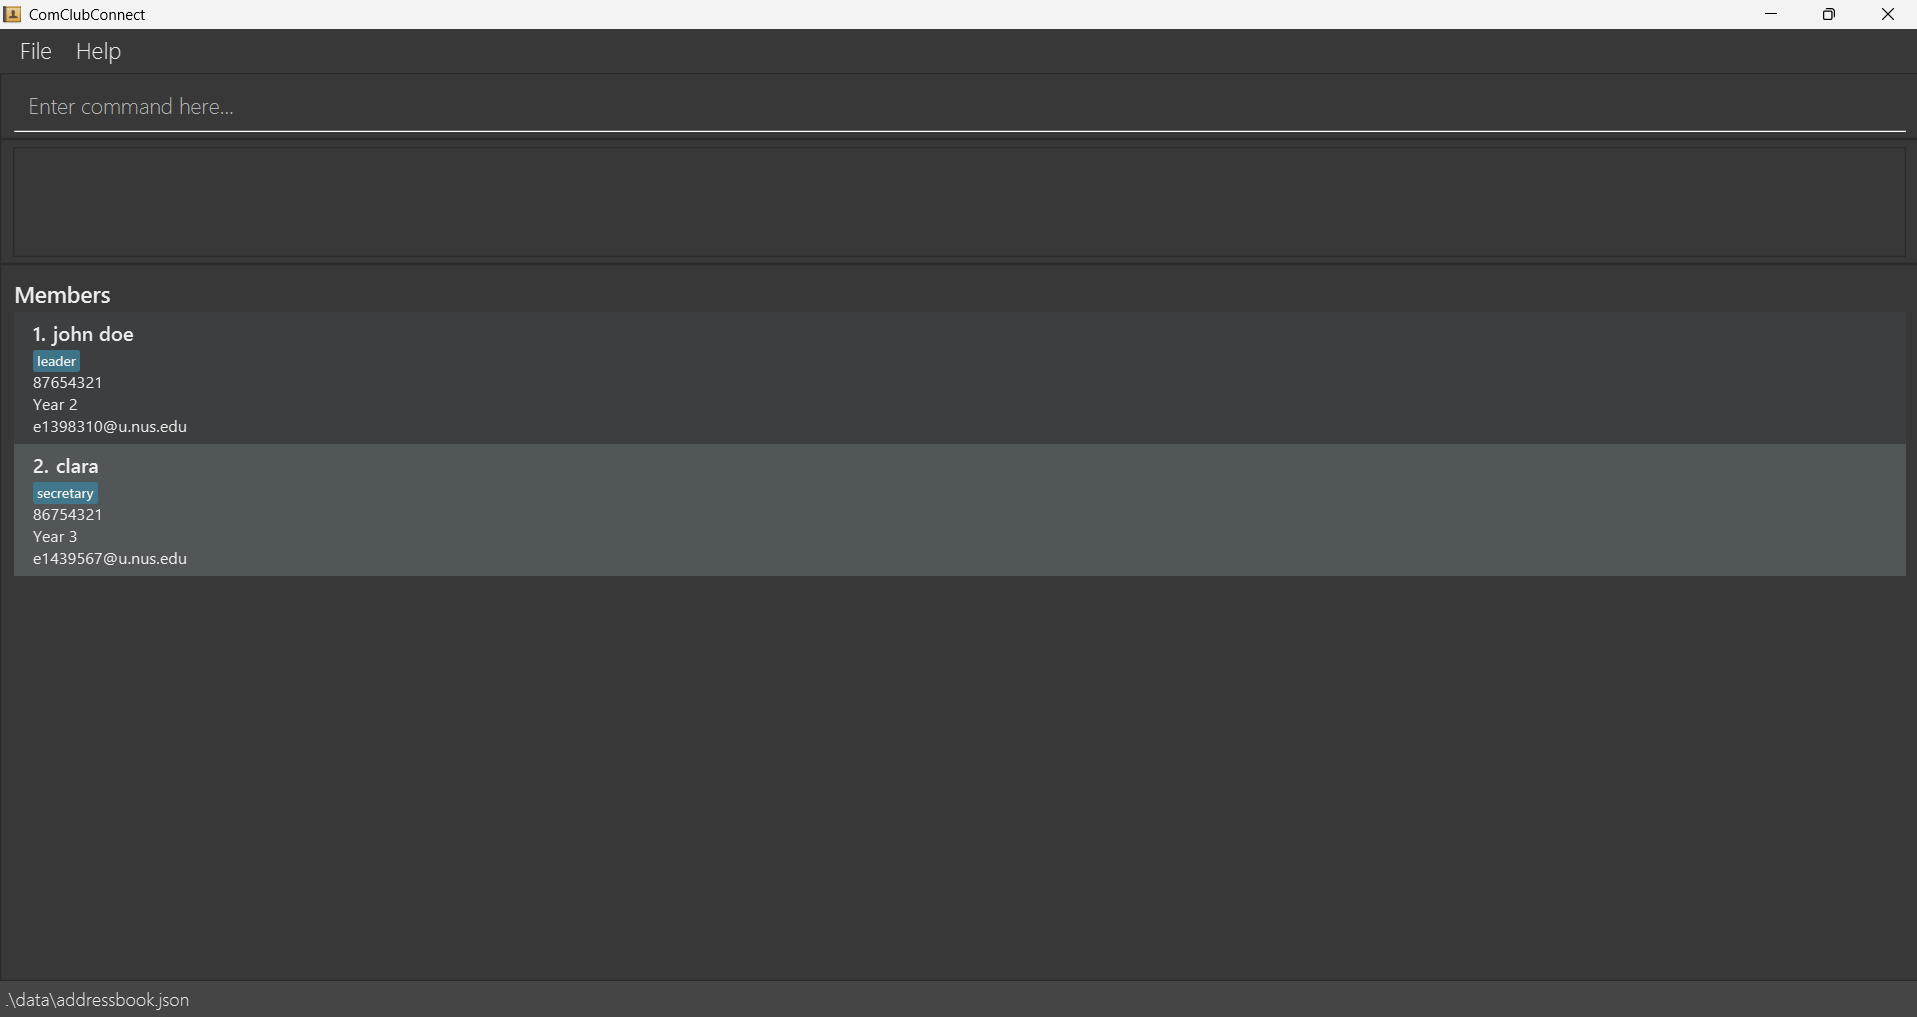 ComClubConnect
File Help
Enter command here...
Members
1. john doe
leader
87654321
Year 2
e1398310@u.nus.edu
2. clara
secretary
86754321
Year 3
e1439567@u.nus.edu
.\data\addressbook.json